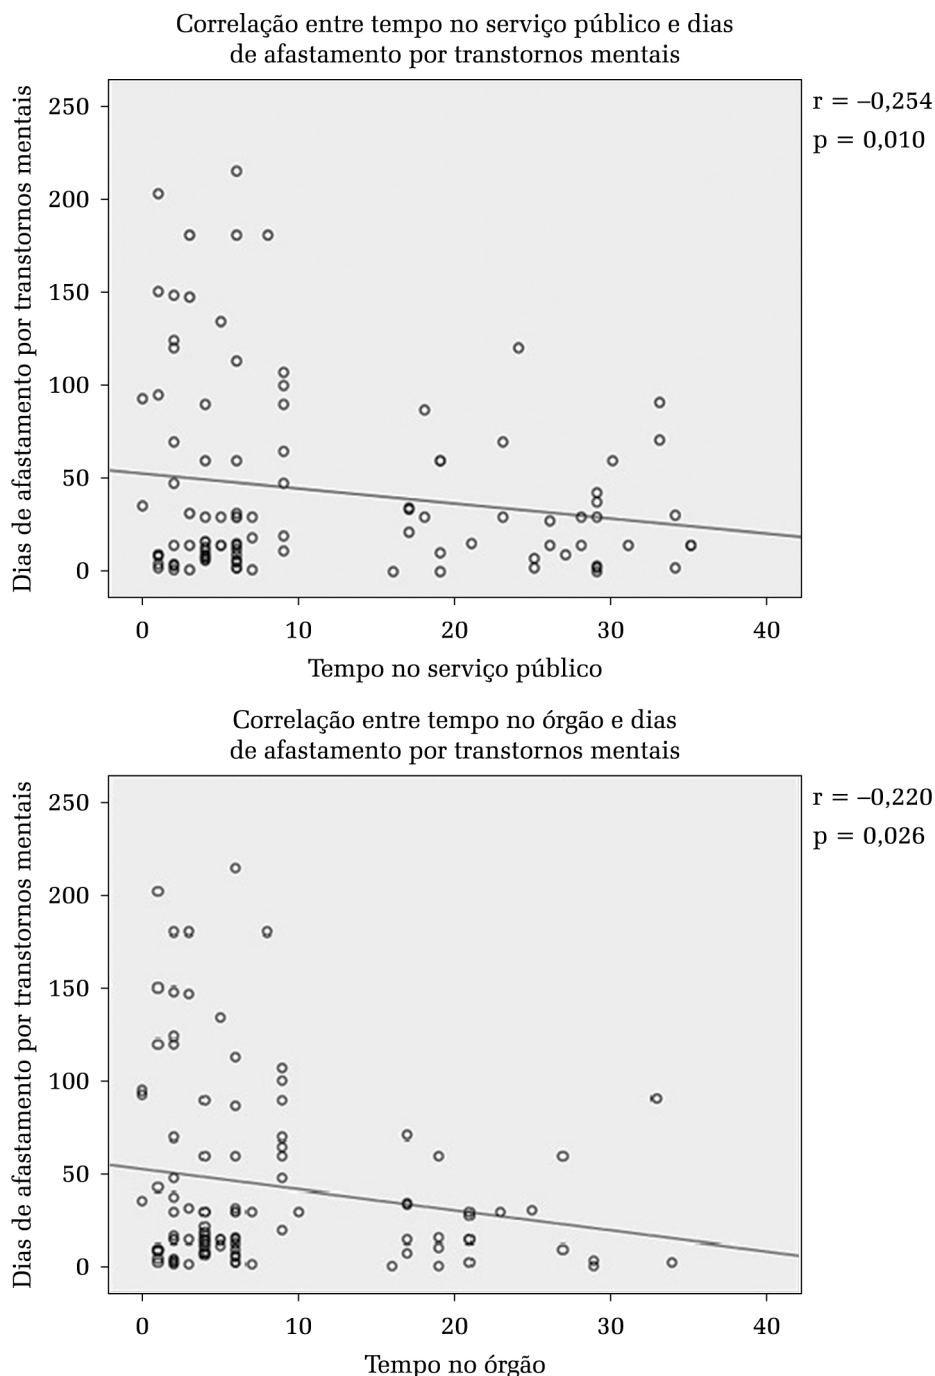 Correlação entre tempo no serviço público e dias
de afastamento por transtornos mentais
r = –0,254
p = 0,010
Dias de afastamento por transtornos mentais
250
200
150
100
50
0
0 10 20 30 40
Tempo no serviço público
Correlação entre tempo no órgão e dias
de afastamento por transtornos mentais
r = –0,220
p = 0,026
Dias de afastamento por transtornos mentais
250
200
150
100
50
0
0 10 20 30 40
Tempo no órgão